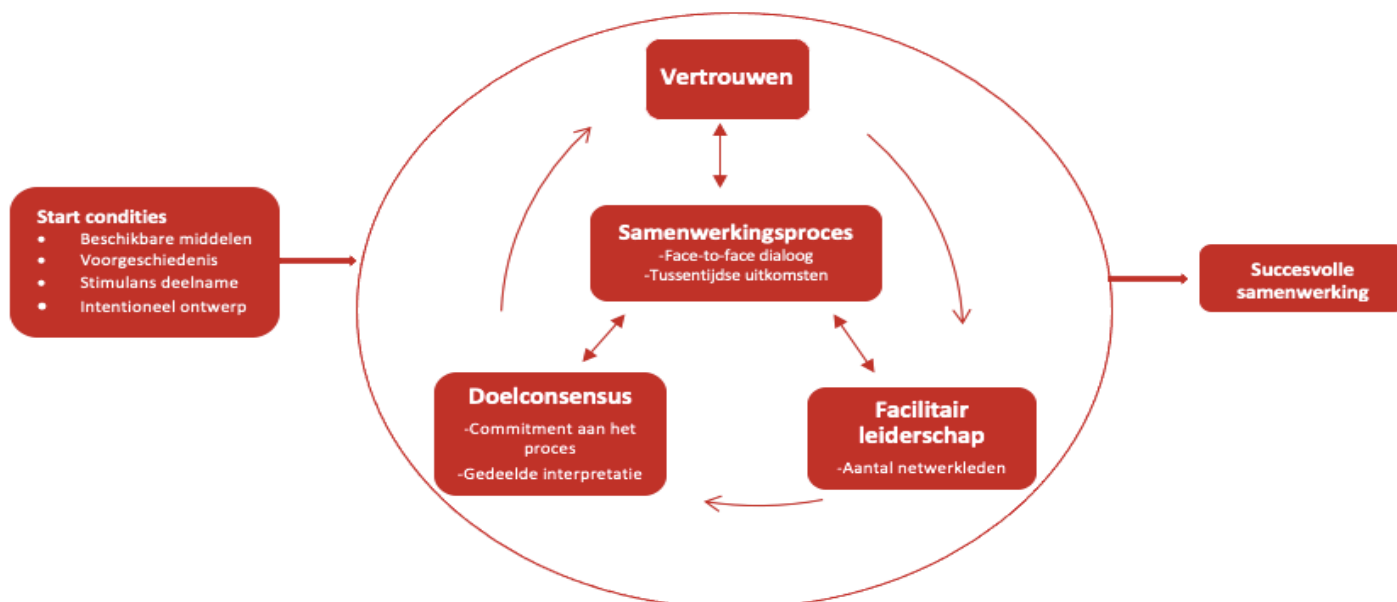 Vertrouwen
Start condities
● Beschikbare middelen
● Voorgeschiedenis
● Stimulans deelname
● Intentioneel ontwerp
Samenwerkingsproces
-Face-to-face dialoog
-Tussentijdse uitkomsten
Succesvolle
samenwerking
Doelconsensus
-Commitment aan het
proces
-Gedeelde interpretatie
Facilitair
leiderschap
-Aantal netwerkleden